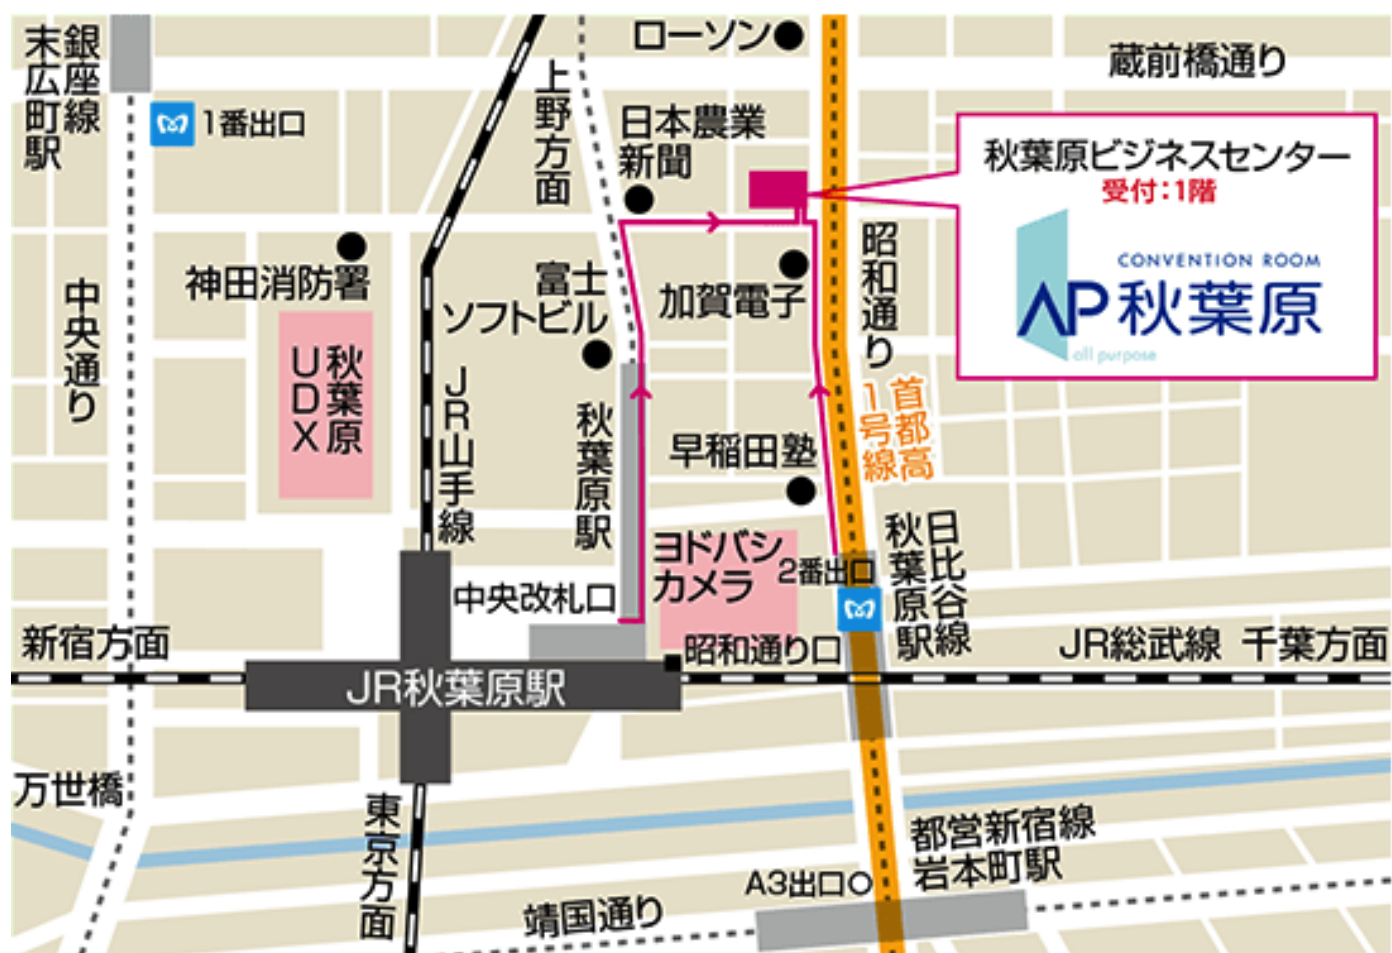 銀座線
末広町駅
1番出口
上野方面
ローソン
蔵前橋通り
日本農業
新聞
秋葉原ビジネスセンター
受付:1階
CONVENTION ROOM
AP秋葉原
all purpose
神田消防署
中央通り
秋葉原
UDX
富士
ソフトビル
加賀電子
昭和通り
首都高
1号線
JR山手線
秋葉原駅
早稲田塾
ヨドバシ
カメラ
2番出口
日比谷線
秋葉原駅
中央改札口
昭和通り口
新宿方面
JR秋葉原駅
JR総武線 千葉方面
万世橋
東京方面
都営新宿線
岩本町駅
A3出口
靖国通り